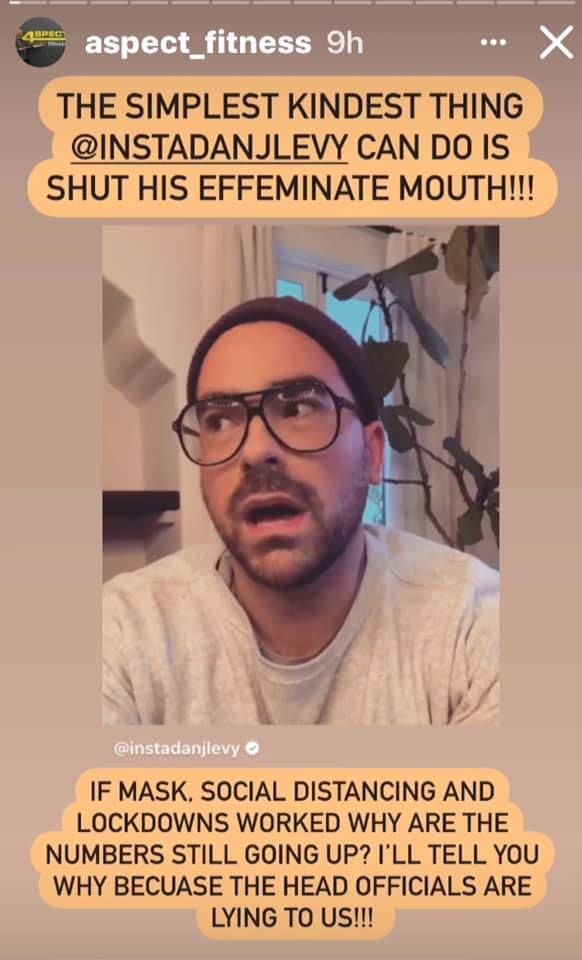 4SPECT
aspect_fitness 9h
THE SIMPLEST KINDEST THING
@INSTADANJLEVY CAN DO IS
SHUT HIS EFFEMINATE MOUTH!!!
@instadanjlevy
IF MASK, SOCIAL DISTANCING AND
LOCKDOWNS WORKED WHY ARE THE
NUMBERS STILL GOING UP? I'LL TELL YOU
WHY BECUASE THE HEAD OFFICIALS ARE
LYING TO US!!!